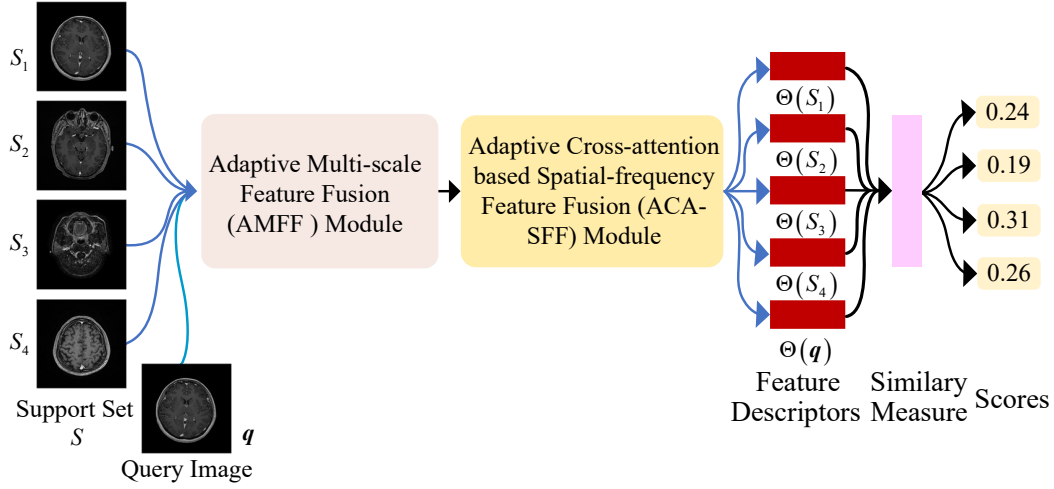 S1
S2
S3
S4
Support Set
S
q
Query Image
Adaptive Multi-scale
Feature Fusion
(AMFF ) Module
Adaptive Cross-attention
based Spatial-frequency
Feature Fusion (ACA-
SFF) Module
Θ(S1)
Θ(S2)
Θ(S3)
Θ(S4)
Θ(q)
Feature
Descriptors
Similary
Measure
0.24
0.19
0.31
0.26
Scores